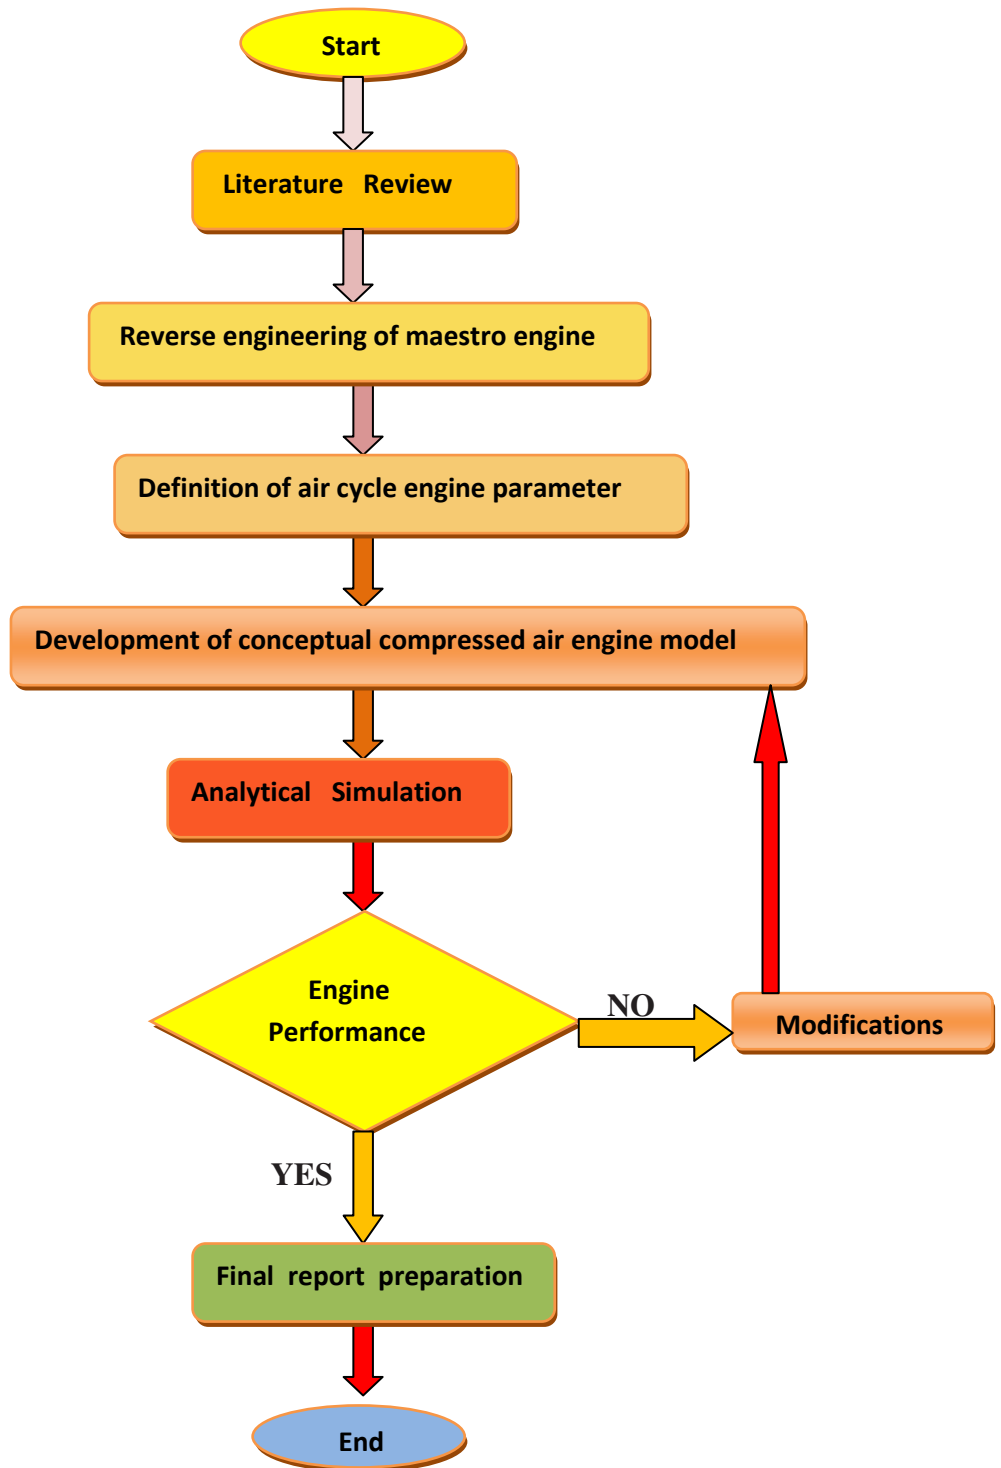 Start
Literature Review
Reverse engineering of maestro engine
Definition of air cycle engine parameter
Development of conceptual compressed air engine model
Analytical Simulation
Engine
Performance
NO
Modifications
YES
Final report preparation
End